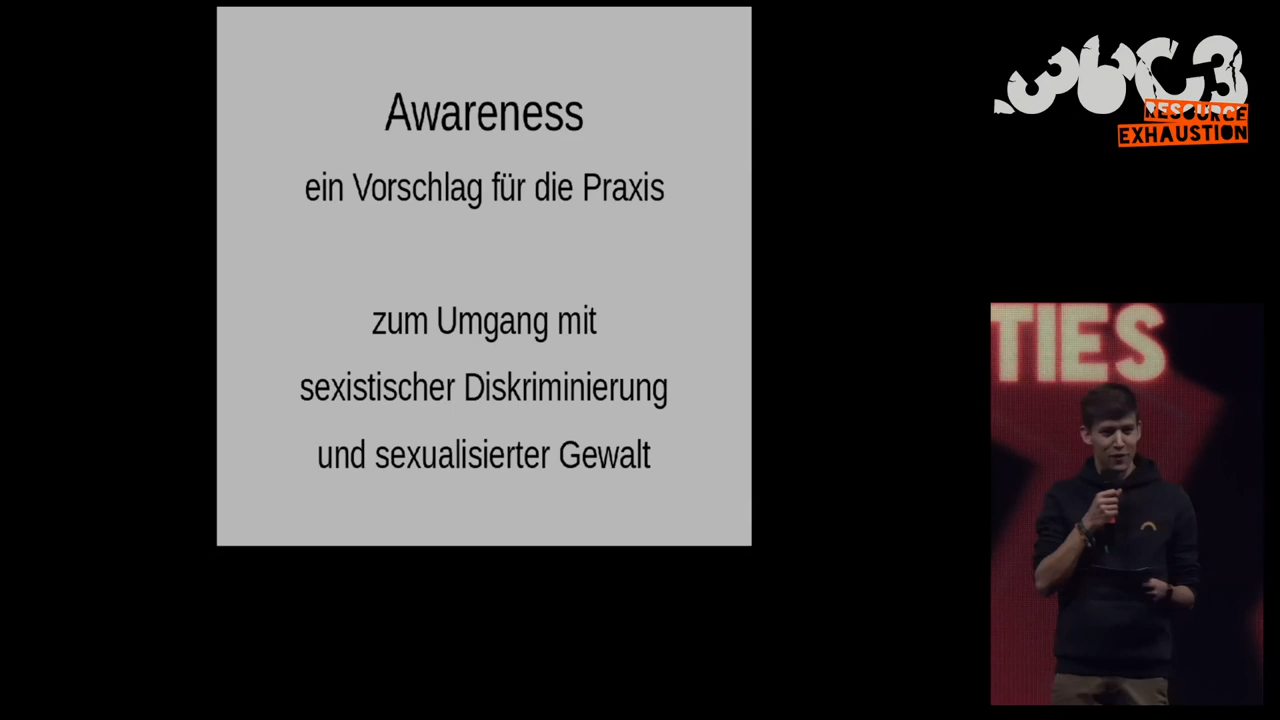 Awareness
ein Vorschlag für die Praxis
zum Umgang mit
sexistischer Diskriminierung
und sexualisierter Gewalt
36C3
RESOURCE
EXHAUSTION
TIES